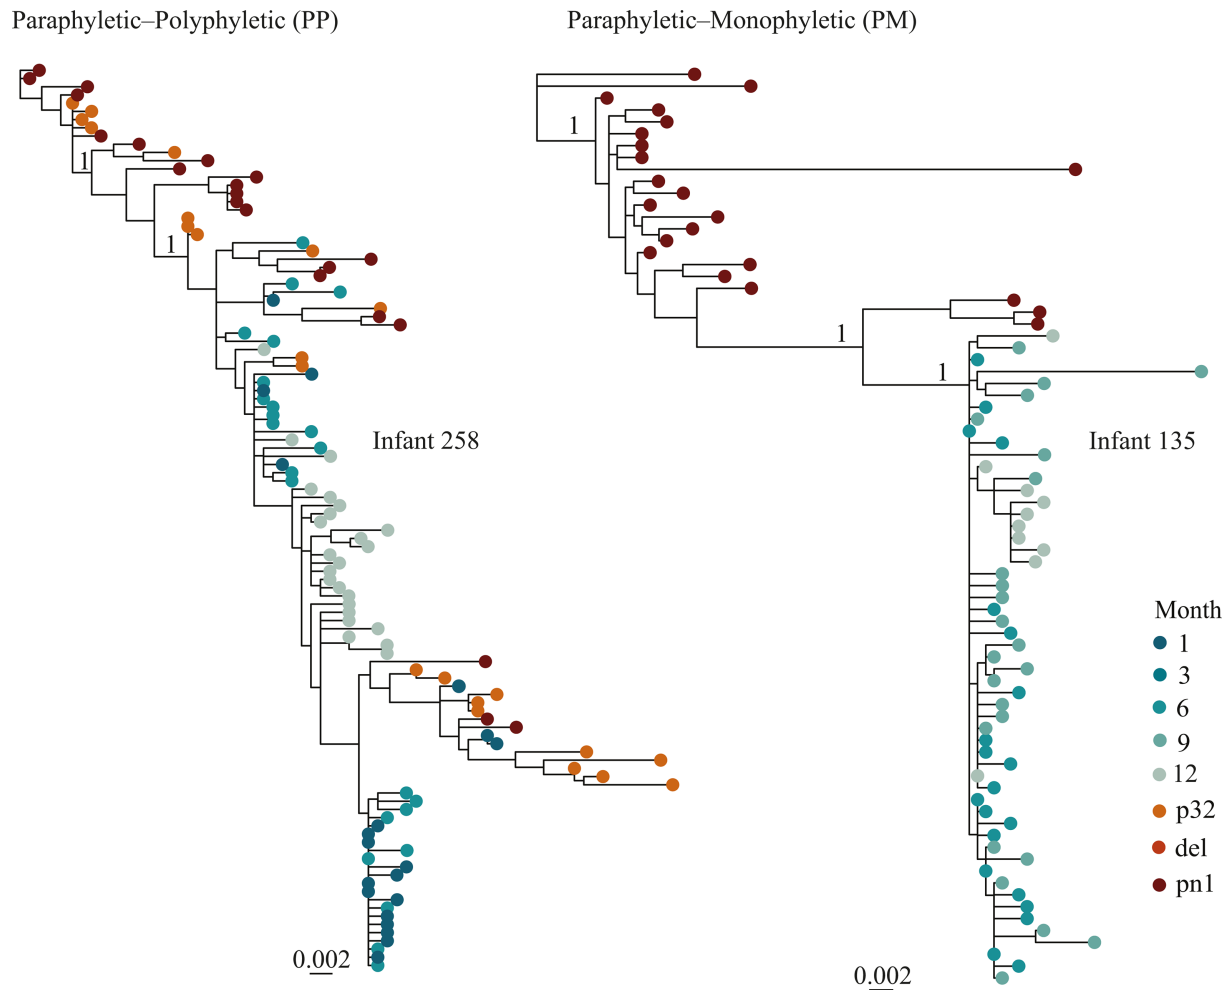 Paraphyletic–Polyphyletic (PP)
Paraphyletic–Monophyletic (PM)
1
1
1
1
1
Infant 258
Infant 135
Month
1
3
6
9
12
p32
del
pn1
0.002
0.002